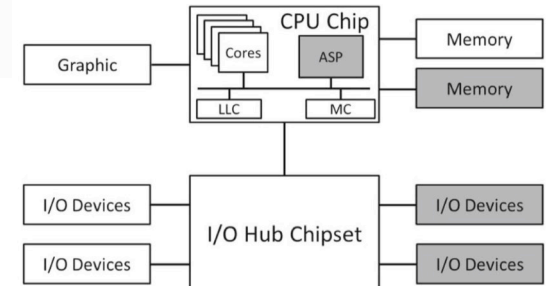 CPU Chip
Cores
ASP
LLC
MC
Graphic
Memory
Memory
I/O Hub Chipset
I/O Devices
I/O Devices
I/O Devices
I/O Devices